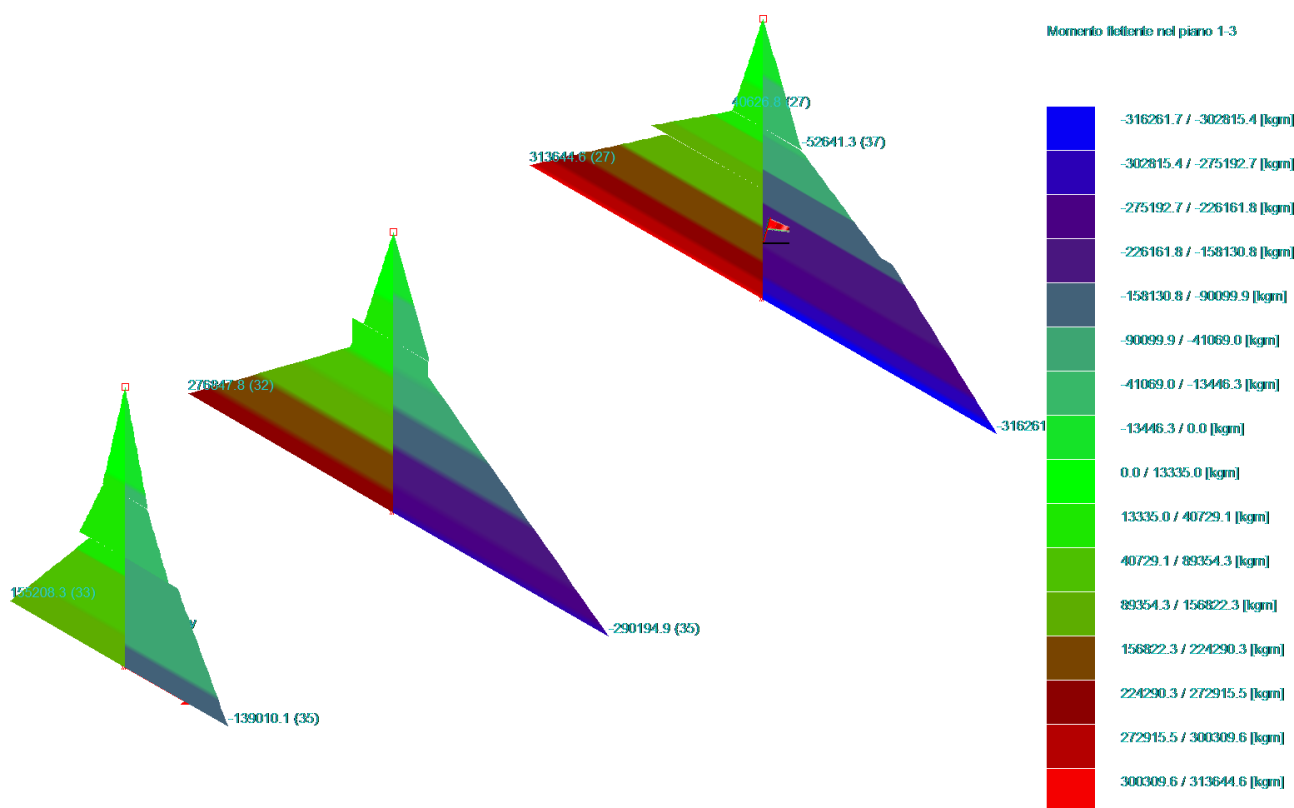 Momento flettente nel piano 1-3
-316261.7 / -302815.4 [kgm]
-302815.4 / -275192.7 [kgm]
-275192.7 / -226161.8 [kgm]
-226161.8 / -158130.8 [kgm]
-158130.8 / -90099.9 [kgm]
-90099.9 / -41069.0 [kgm]
-41069.0 / -13446.3 [kgm]
-13446.3 / 0.0 [kgm]
0.0 / 13335.0 [kgm]
13335.0 / 40729.1 [kgm]
40729.1 / 89354.3 [kgm]
89354.3 / 156822.3 [kgm]
156822.3 / 224290.3 [kgm]
224290.3 / 272915.5 [kgm]
272915.5 / 300309.6 [kgm]
300309.6 / 313644.6 [kgm]
(27)
-52641.3 (37)
313644.6 (27)
-316261
276847.8 (32)
-290194.9 (35)
155208.3 (33)
y
-139010.1 (35)